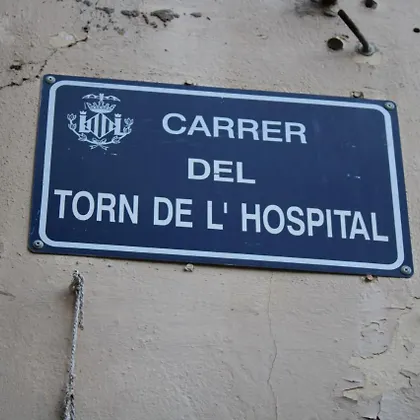 CARRER
DEL
TORN DE L' HOSPITAL